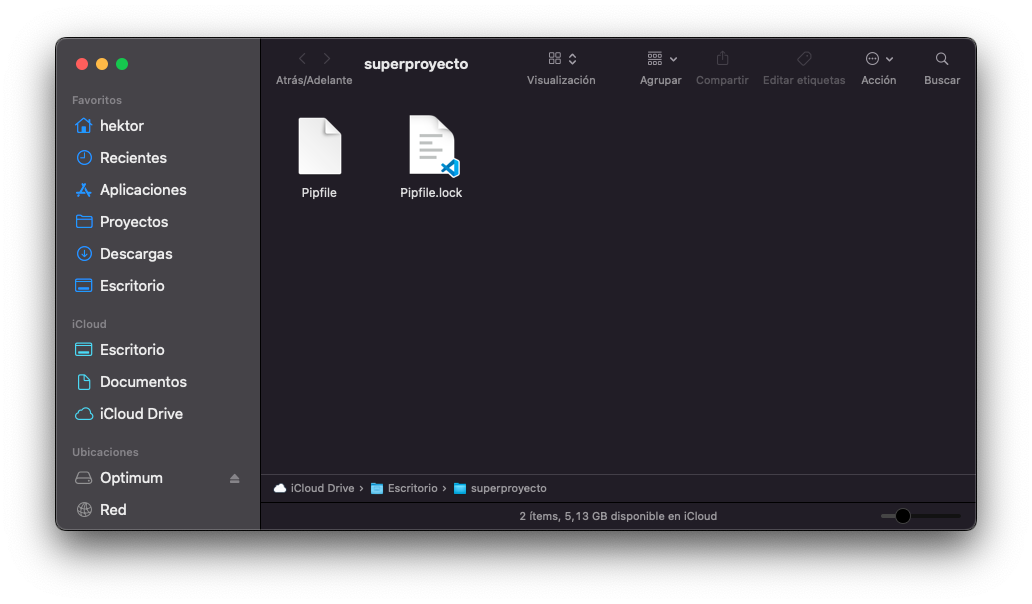 superproyecto
Atrás/Adelante
Visualización
Agrupar
Compartir
Editar etiquetas
Acción
Buscar
Favoritos
hektor
Recientes
Aplicaciones
Proyectos
Descargas
Escritorio
iCloud
Escritorio
Documentos
iCloud Drive
Ubicaciones
Optimum
Red
Pipfile
Pipfile.lock
iCloud Drive › Escritorio › superproyecto
2 ítems, 5,13 GB disponible en iCloud